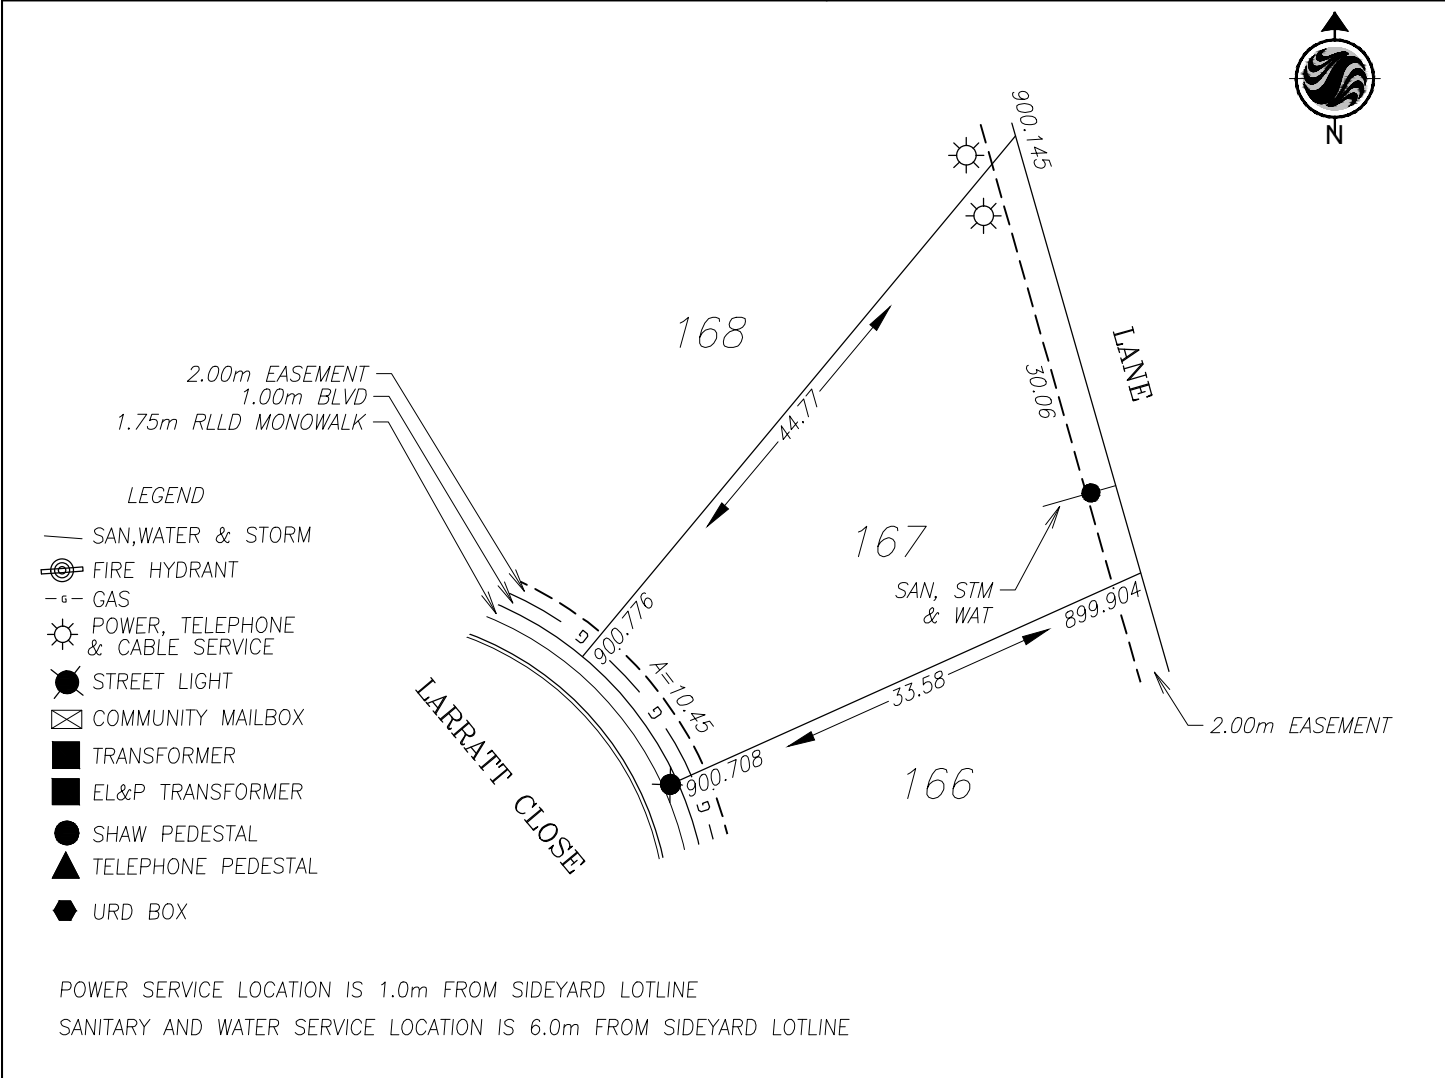 N
900.145
168
LANE
30.06
44.77
2.00m EASEMENT
1.00m BLVD
1.75m RLLD MONOWALK
LEGEND
SAN,WATER & STORM
FIRE HYDRANT
G GAS
POWER, TELEPHONE
& CABLE SERVICE
STREET LIGHT
COMMUNITY MAILBOX
TRANSFORMER
EL&P TRANSFORMER
SHAW PEDESTAL
TELEPHONE PEDESTAL
URD BOX
167
SAN, STM
& WAT
899.904
900.776
G
A=10.45
G
33.58
2.00m EASEMENT
900.708
G
166
LARRATT CLOSE
POWER SERVICE LOCATION IS 1.0m FROM SIDEYARD LOTLINE
SANITARY AND WATER SERVICE LOCATION IS 6.0m FROM SIDEYARD LOTLINE